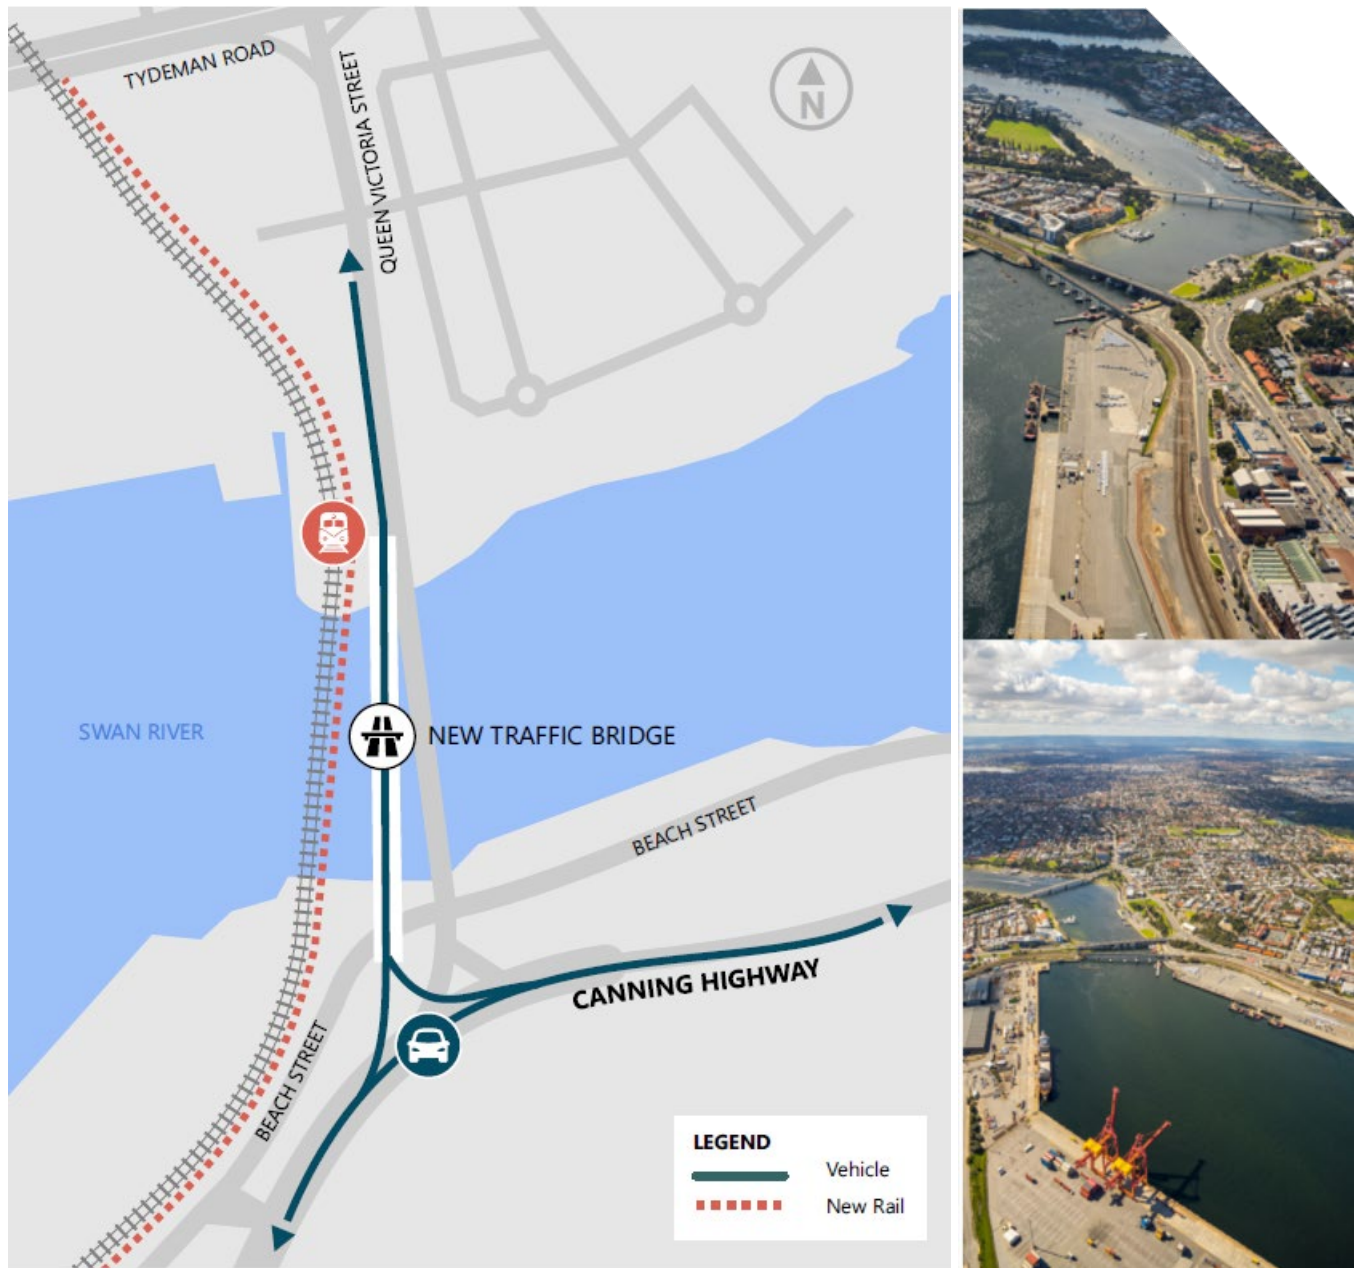 TYDEMAN ROAD
QUEEN VICTORIA STREET
N
SWAN RIVER
NEW TRAFFIC BRIDGE
BEACH STREET
CANNING HIGHWAY
BEACH STREET
LEGEND
Vehicle
New Rail